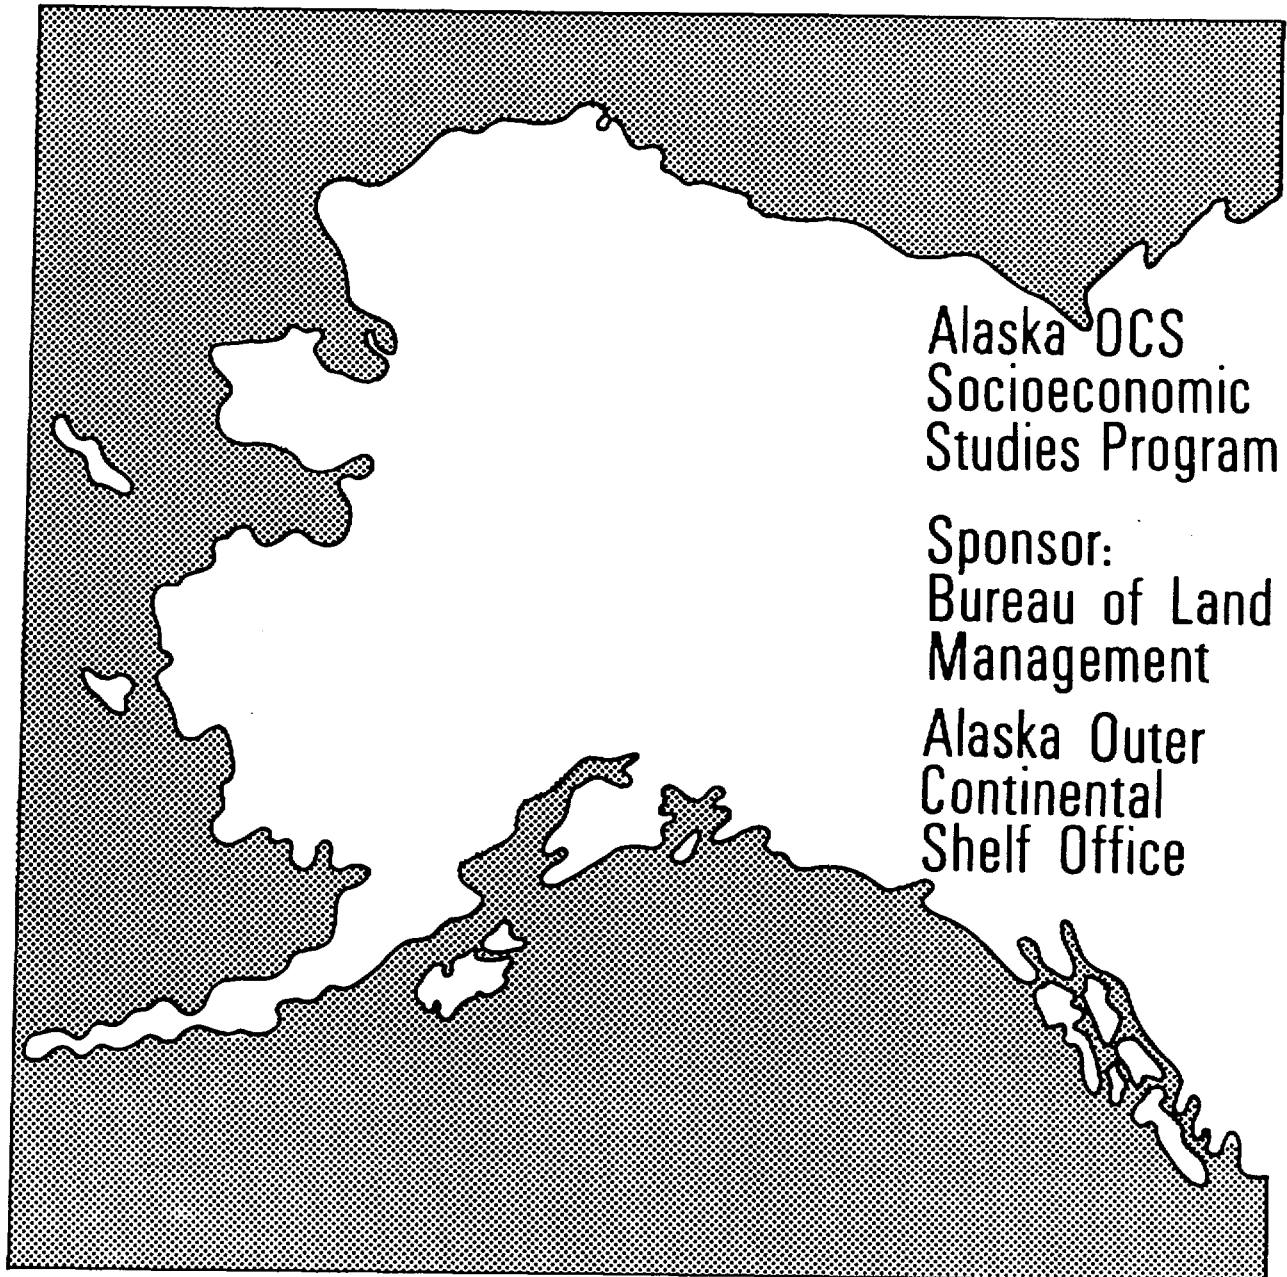 Alaska OCS
Socioeconomic
Studies Program
Sponsor:
Bureau of Land
Management
Alaska Outer
Continental
Shelf Office